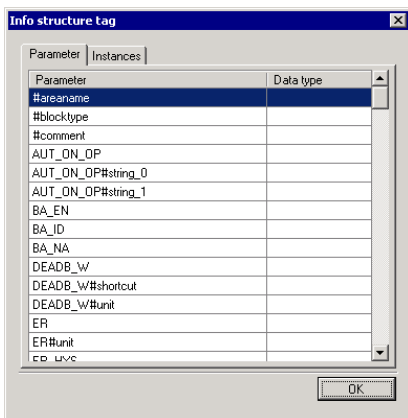 Info structure tag
Parameter Instances
Parameter Data type
#areaname
#blocktype
#comment
AUT_ON_OP
AUT_ON_OP#string_0
AUT_ON_OP#string_1
BA_EN
BA_ID
BA_NA
DEADB_W
DEADB_W#shortcut
DEADB_W#unit
ER
ER#unit
ER_HYS
OK